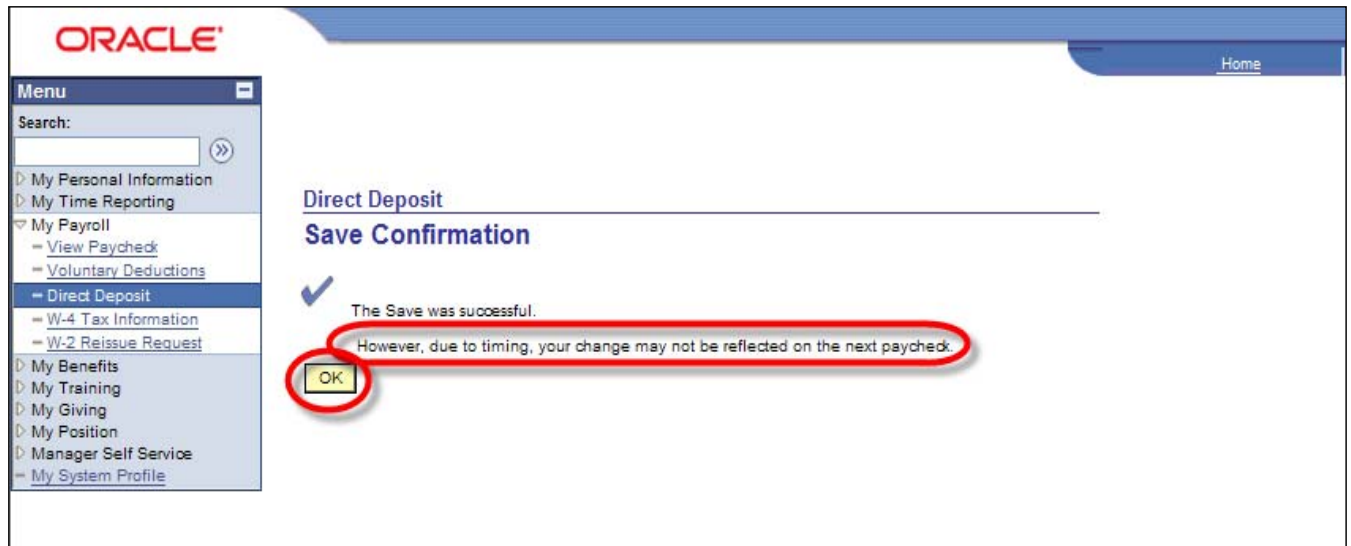 ORACLE'
Home
Menu
Search:
My Personal Information
My Time Reporting
My Payroll
View Paycheck
Voluntary Deductions
Direct Deposit
W-4 Tax Information
W-2 Reissue Request
My Benefits
My Training
My Giving
My Position
Manager Self Service
My System Profile
Direct Deposit
Save Confirmation
The Save was successful.
However, due to timing, your change may not be reflected on the next paycheck.
OK